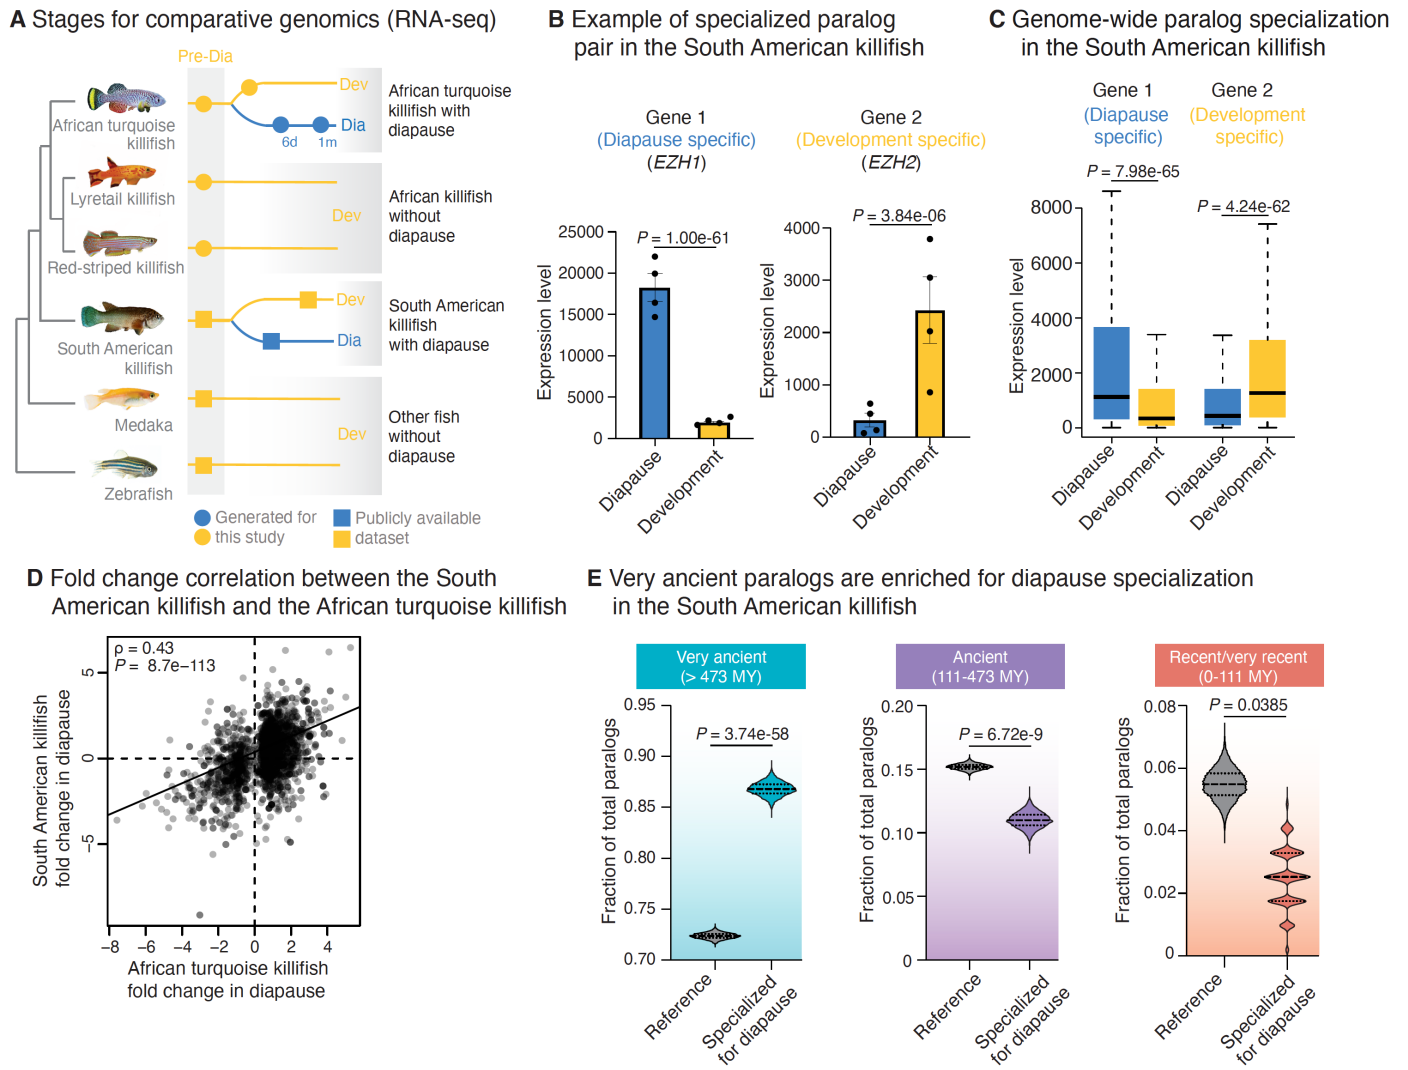 A Stages for comparative genomics (RNA-seq)
Pre-Dia
African turquoise
killifish
Lyretail killifish
Red-striped killifish
South American
killifish
Medaka
Zebrafish
Dev
Dia
6d
1m
Dev
Dev
Dia
Dev
African turquoise
killifish with
diapause
African killifish
without
diapause
South American
killifish
with diapause
Other fish
without
diapause
Generated for
this study
Publicly available
dataset
B Example of specialized paralog
pair in the South American killifish
Gene 1
(Diapause specific)
(EZH1)
Expression level
25000
20000
15000
10000
5000
0
P = 1.00e-61
Diapause
Development
Gene 2
(Development specific)
(EZH2)
Expression level
4000
3000
2000
1000
0
P = 3.84e-06
Diapause
Development
C Genome-wide paralog specialization
in the South American killifish
Gene 1
(Diapause
specific)
Gene 2
(Development
specific)
P = 7.98e-65
P = 4.24e-62
Expression level
8000
6000
4000
2000
0
Diapause
Development
Diapause
Development
D Fold change correlation between the South
American killifish and the African turquoise killifish
ρ = 0.43
P = 8.7e−113
South American killifish
fold change in diapause
5
0
−5
−8 −6 −4 −2 0 2 4
African turquoise killifish
fold change in diapause
E Very ancient paralogs are enriched for diapause specialization
in the South American killifish
Very ancient
(> 473 MY)
Fraction of total paralogs
0.95
0.90
0.85
0.80
0.75
0.70
P = 3.74e-58
Reference
Specialized
for diapause
Ancient
(111-473 MY)
Fraction of total paralogs
0.20
0.15
0.10
0.05
0
P = 6.72e-9
Reference
Specialized
for diapause
Recent/very recent
(0-111 MY)
Fraction of total paralogs
0.08
0.06
0.04
0.02
0
P = 0.0385
Reference
Specialized
for diapause